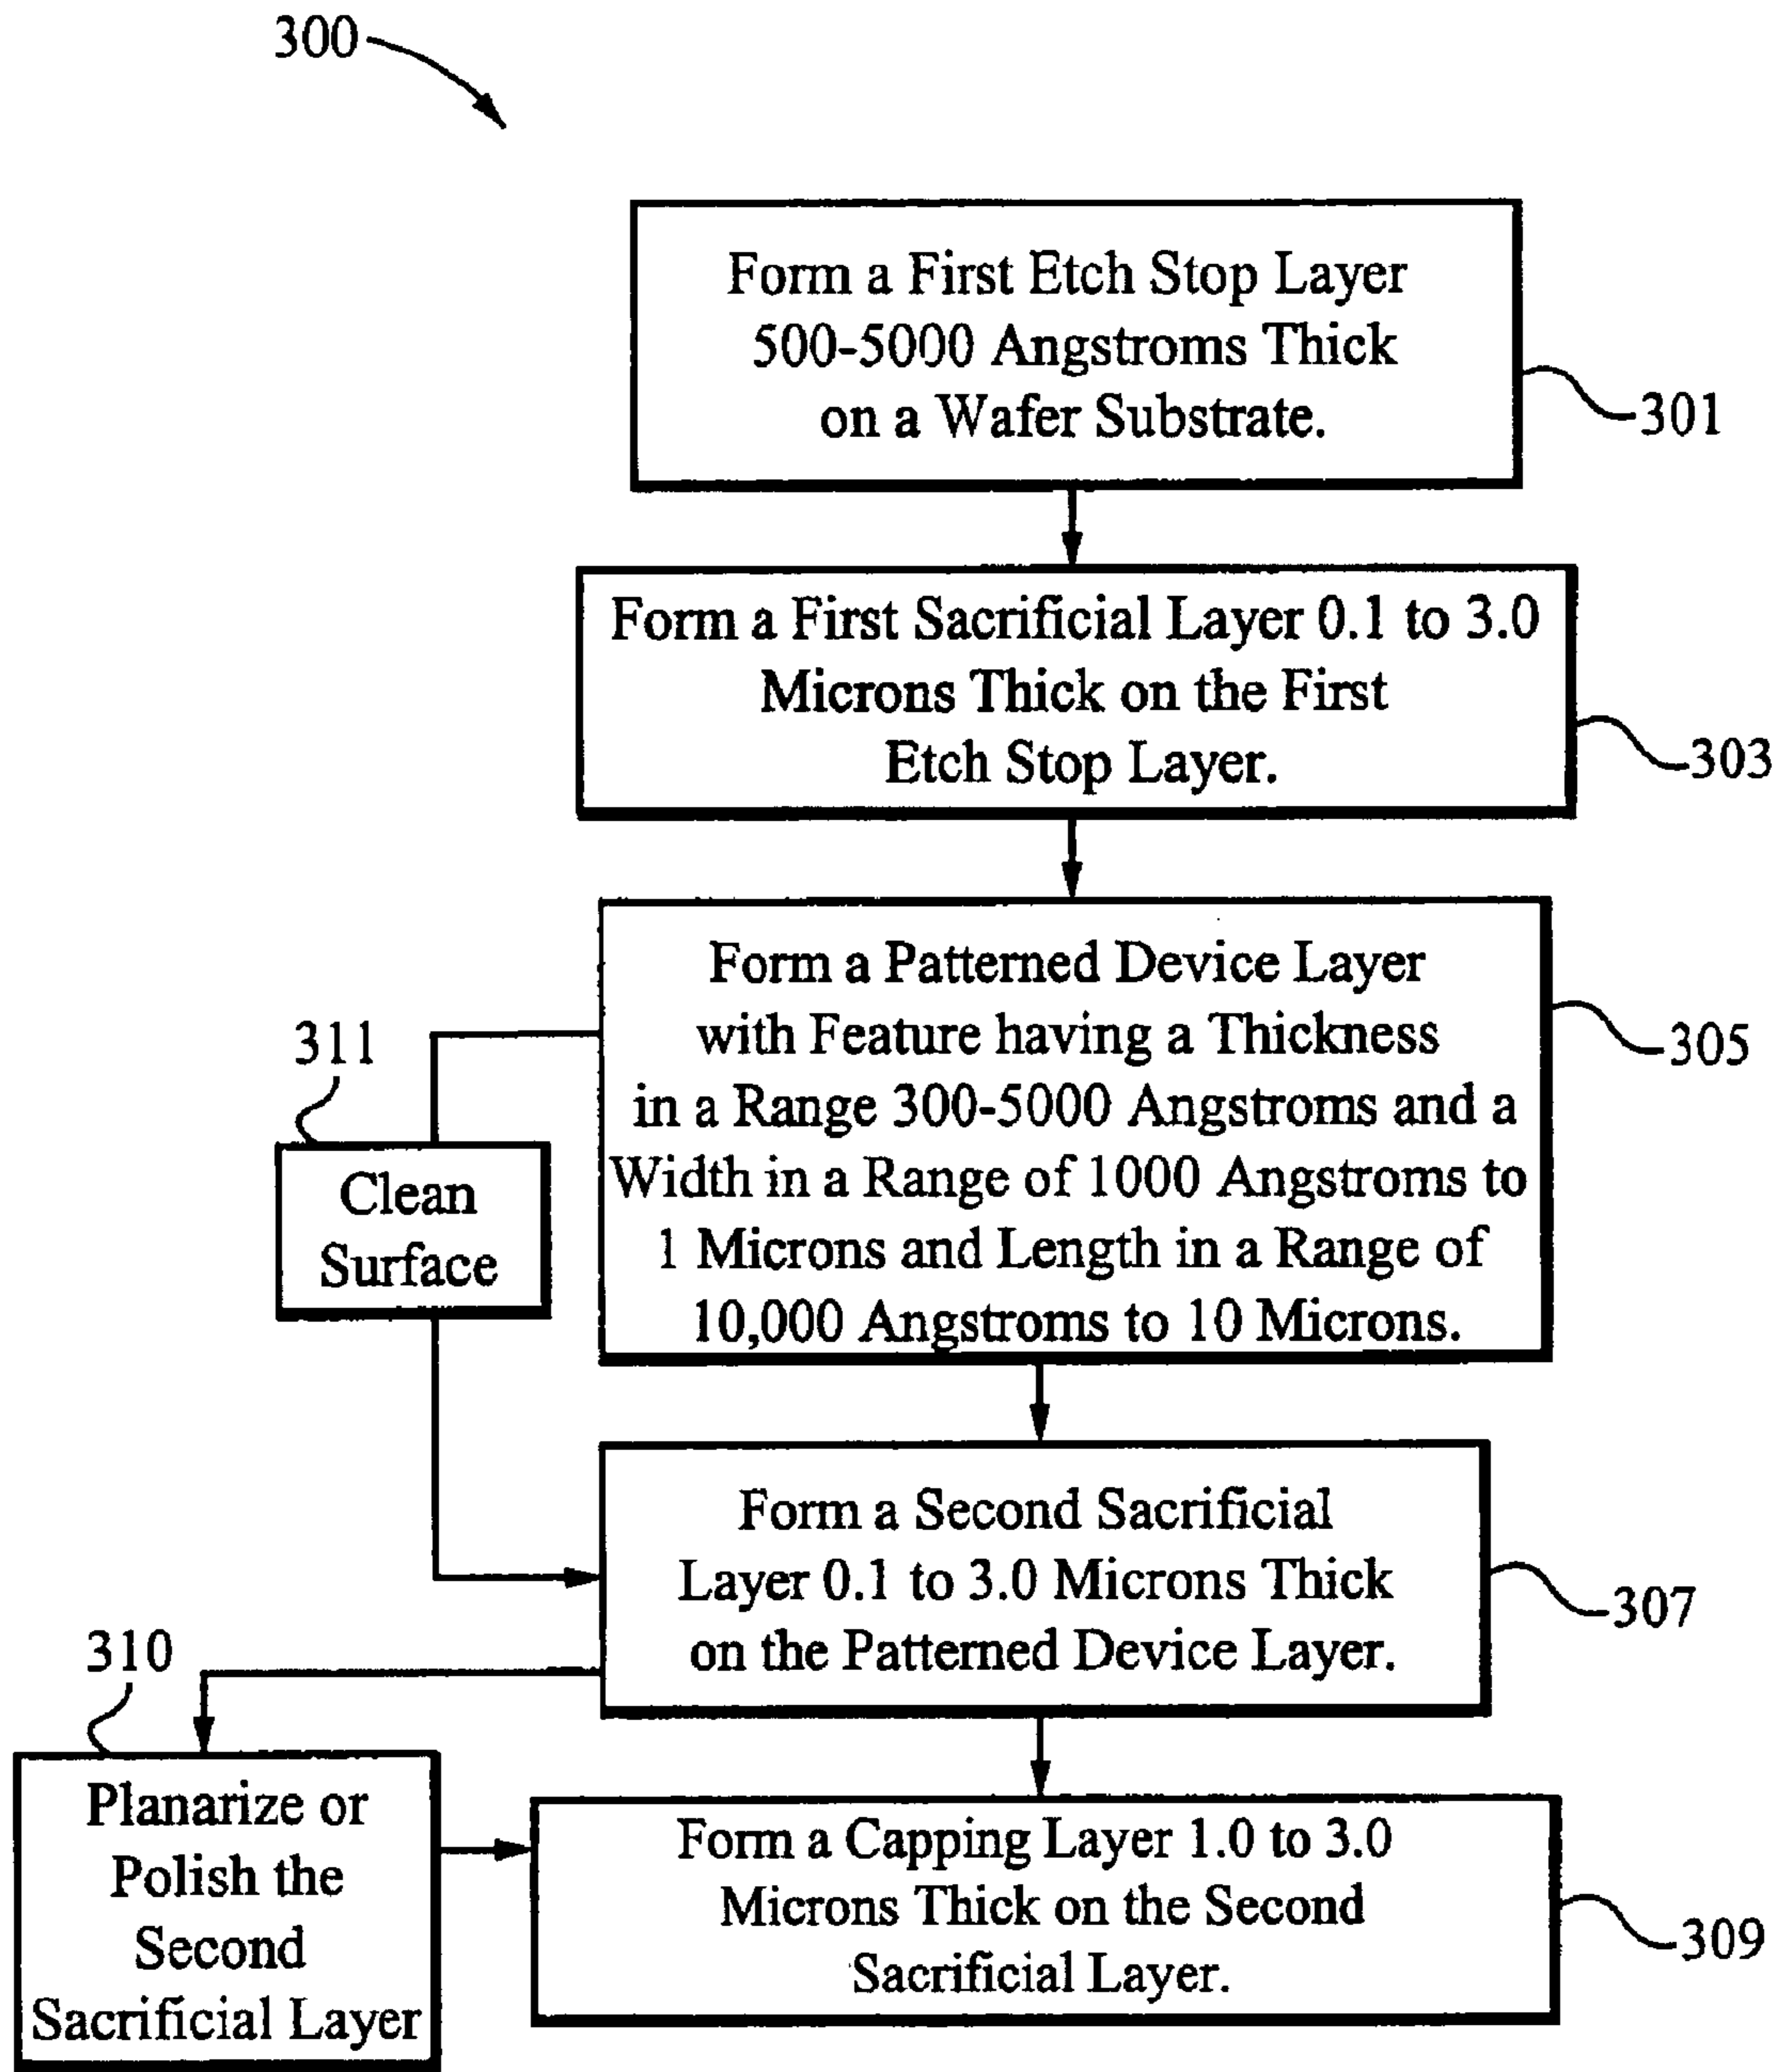 300
Form a First Etch Stop Layer
500-5000 Angstroms Thick
on a Wafer Substrate.
301
Form a First Sacrificial Layer 0.1 to 3.0
Microns Thick on the First
Etch Stop Layer.
303
Form a Patterned Device Layer
with Feature having a Thickness
in a Range 300-5000 Angstroms and a
Width in a Range of 1000 Angstroms to
1 Microns and Length in a Range of
10,000 Angstroms to 10 Microns.
305
311
Clean
Surface
Form a Second Sacrificial
Layer 0.1 to 3.0 Microns Thick
on the Patterned Device Layer.
307
310
Planarize or
Polish the
Second
Sacrificial Layer
Form a Capping Layer 1.0 to 3.0
Microns Thick on the Second
Sacrificial Layer.
309